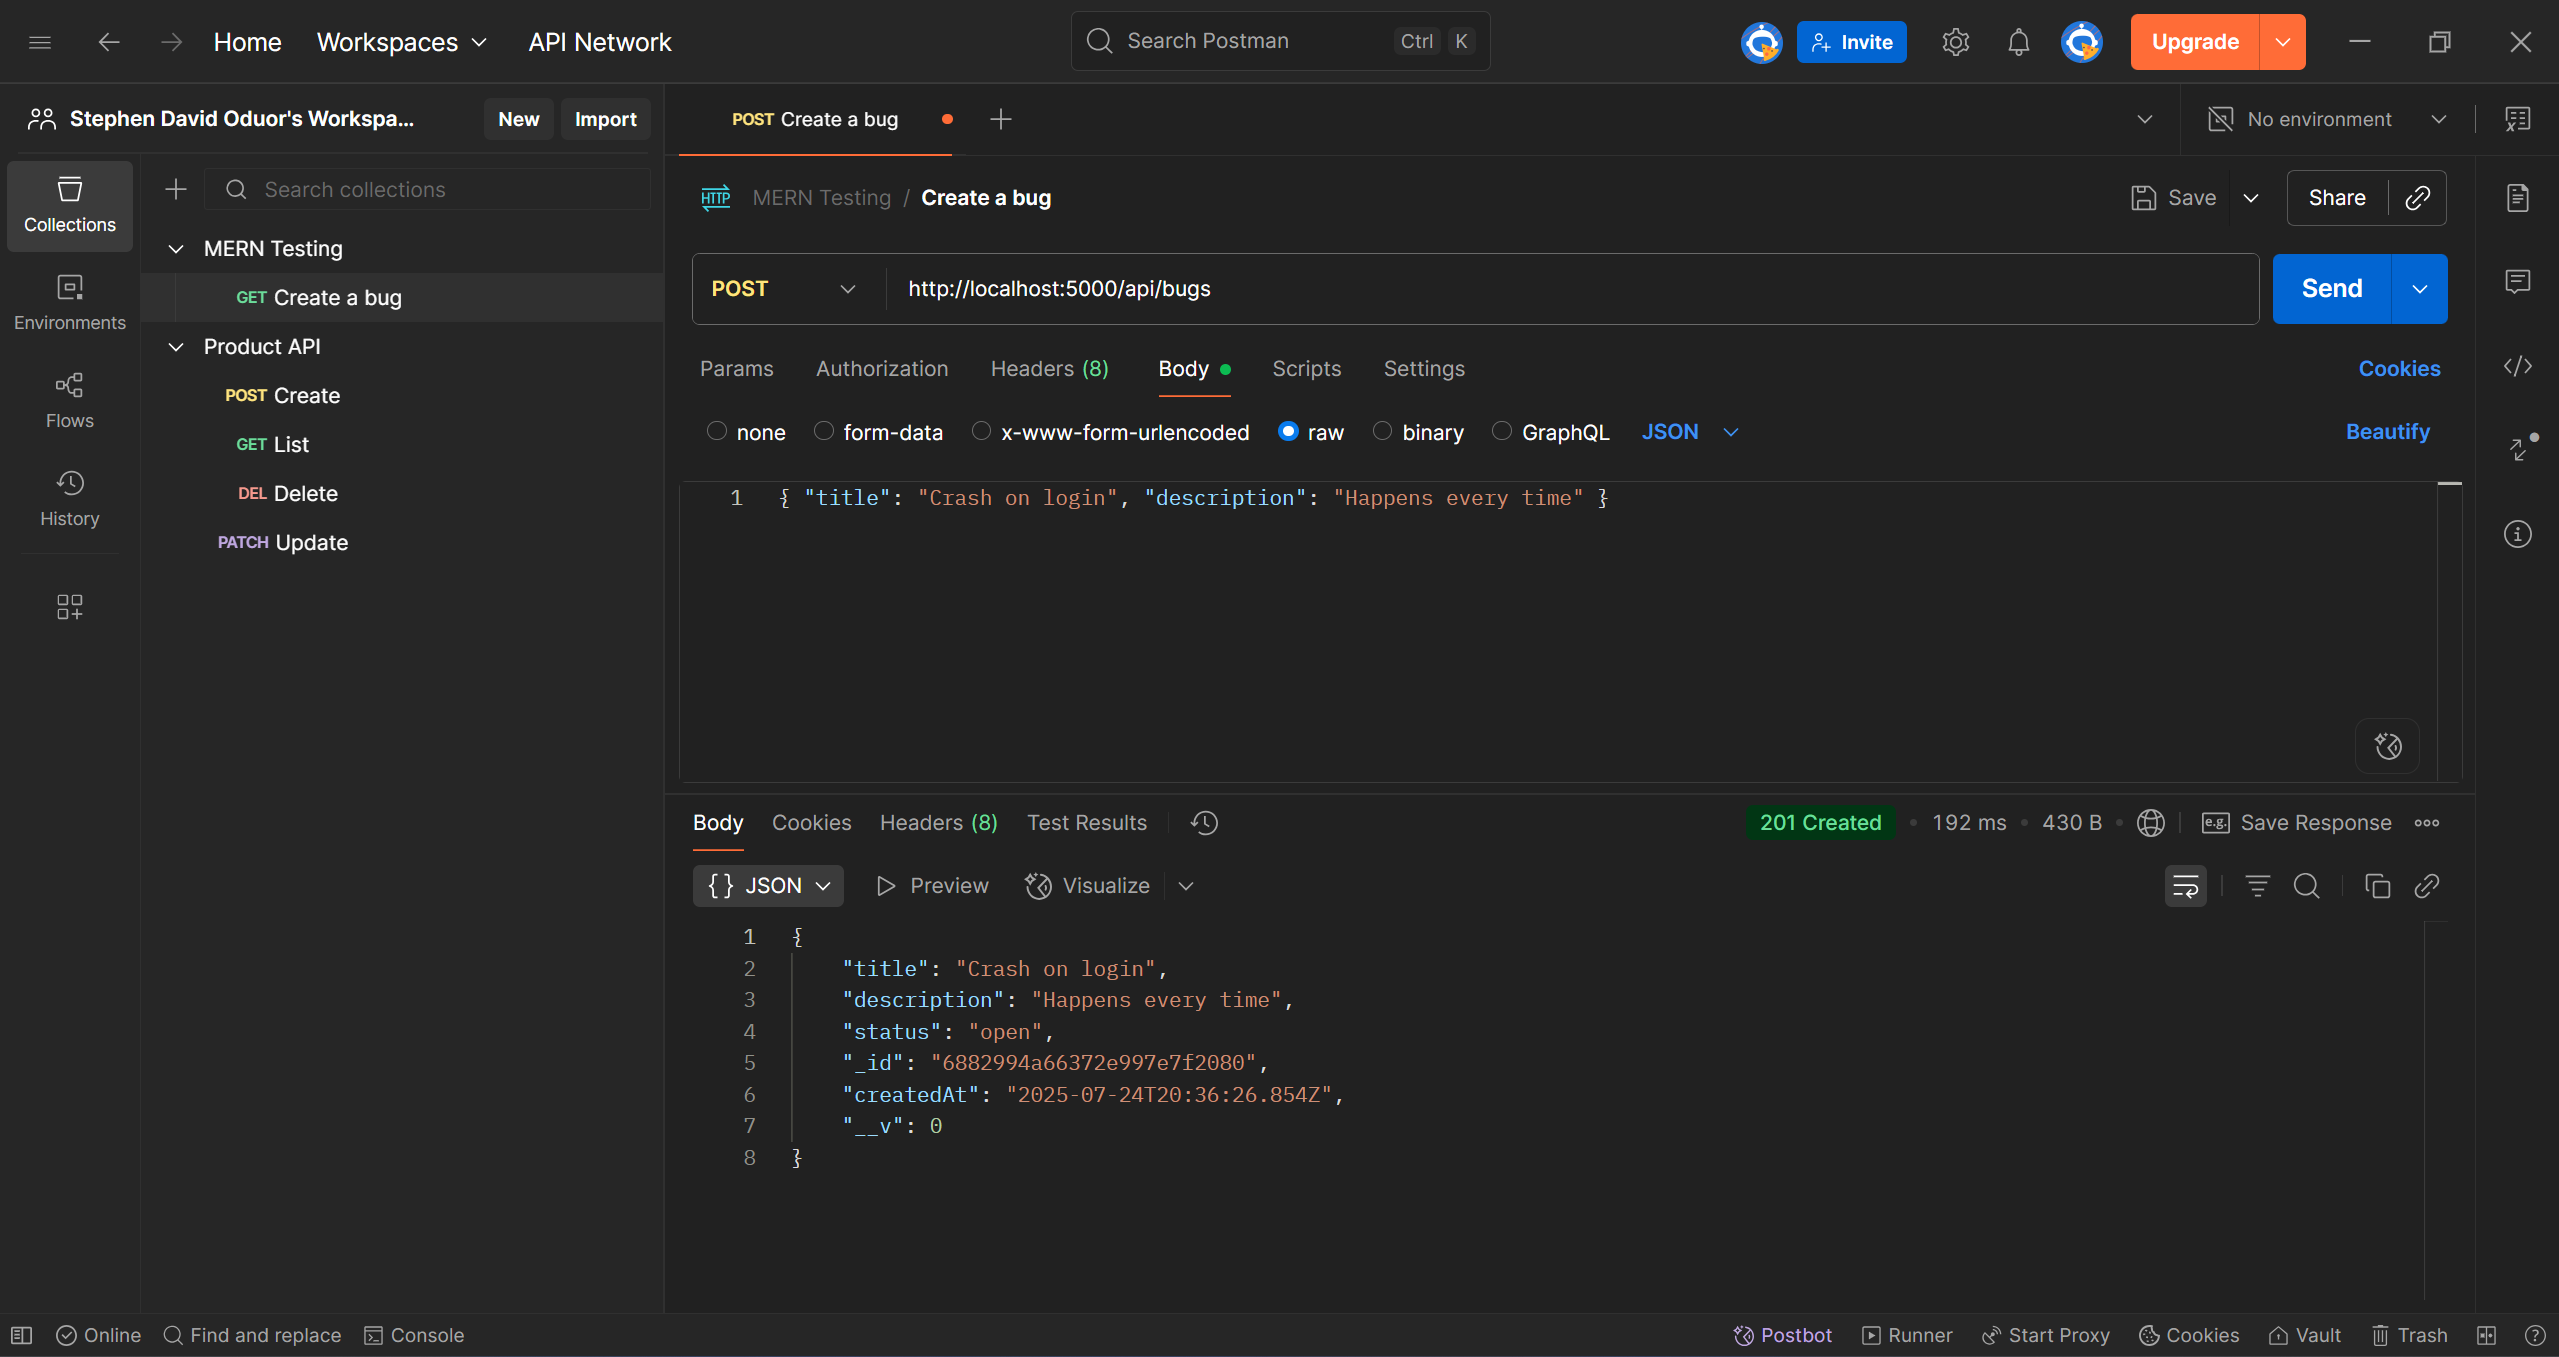 Home Workspaces API Network Search Postman Ctrl K Invite Upgrade
Stephen David Oduor's Workspa... New Import
POST Create a bug
No environment
Collections
Environments
Flows
History
Search collections
MERN Testing
GET Create a bug
Product API
POST Create
GET List
DEL Delete
PATCH Update
HTTP MERN Testing / Create a bug
Save Share
POST http://localhost:5000/api/bugs Send
Params Authorization Headers (8) Body Scripts Settings Cookies
none form-data x-www-form-urlencoded raw binary GraphQL JSON Beautify
1 { "title": "Crash on login", "description": "Happens every time" }
Body Cookies Headers (8) Test Results 201 Created 192 ms 430 B e.g. Save Response
{} JSON Preview Visualize
1 {
2 "title": "Crash on login",
3 "description": "Happens every time",
4 "status": "open",
5 "_id": "6882994a66372e997e7f2080",
6 "createdAt": "2025-07-24T20:36:26.854Z",
7 "__v": 0
8 }
Online Find and replace Console Postbot Runner Start Proxy Cookies Vault Trash